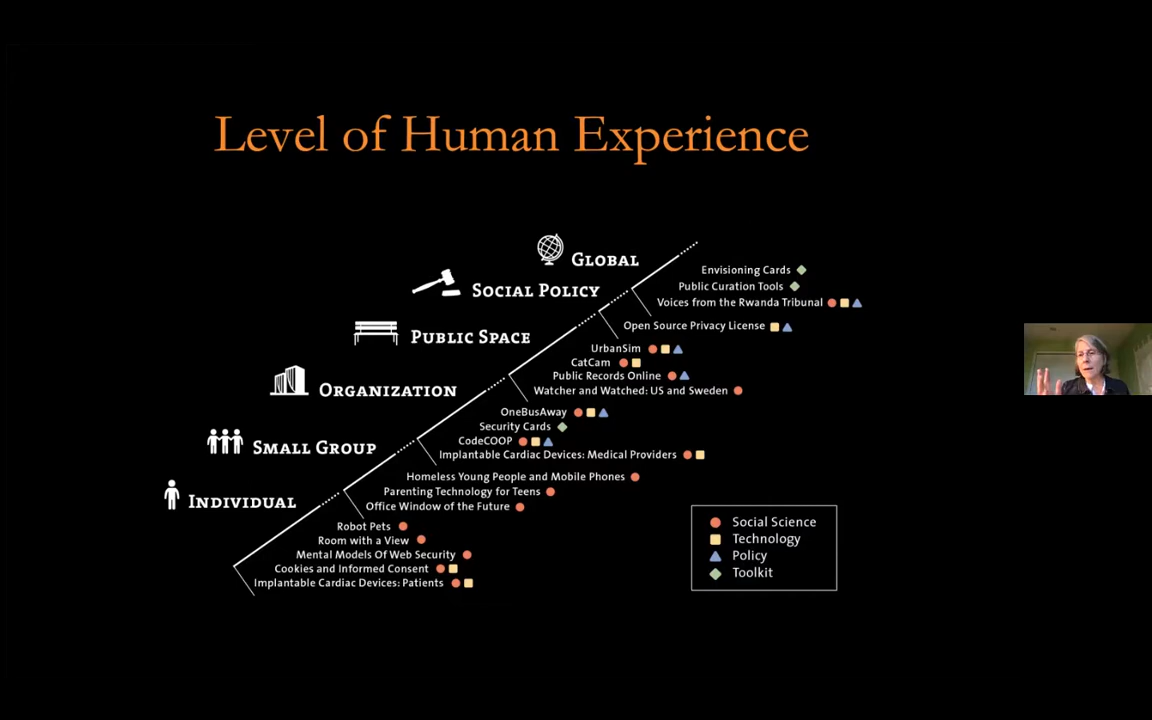 Level of Human Experience
GLOBAL
SOCIAL POLICY
PUBLIC SPACE
ORGANIZATION
SMALL GROUP
INDIVIDUAL
Envisioning Cards
Public Curation Tools
Voices from the Rwanda Tribunal
Open Source Privacy License
UrbanSim
CatCam
Public Records Online
Watcher and Watched: US and Sweden
OneBusAway
Security Cards
CodeCOOP
Implantable Cardiac Devices: Medical Providers
Homeless Young People and Mobile Phones
Parenting Technology for Teens
Office Window of the Future
Robot Pets
Room with a View
Mental Models Of Web Security
Cookies and Informed Consent
Implantable Cardiac Devices: Patients
Social Science
Technology
Policy
Toolkit